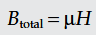 B_total = μH